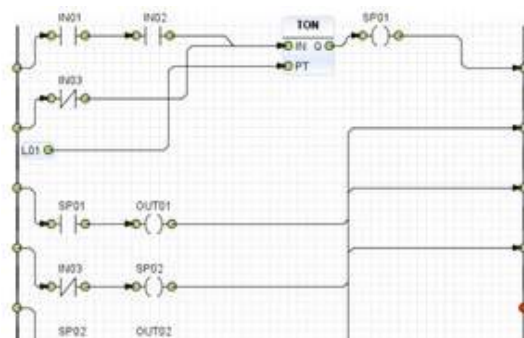 IN01 IN02 TON SP01
IN Q
PT
IN03
L01
SP01 OUT01
IN03 SP02
SP02 OUT02